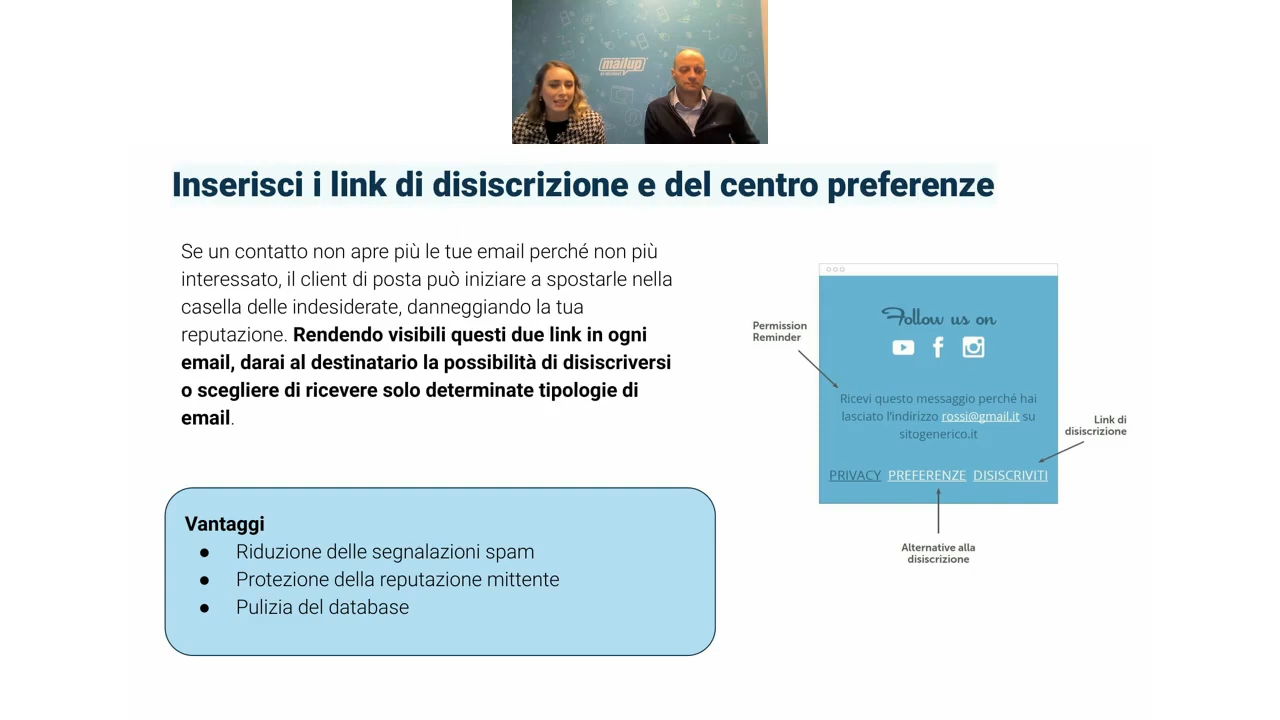 mailup
Inserisci i link di disiscrizione e del centro preferenze
Se un contatto non apre più le tue email perché non più
interessato, il client di posta può iniziare a spostarle nella
casella delle indesiderate, danneggiando la tua
reputazione. Rendendo visibili questi due link in ogni
email, darai al destinatario la possibilità di disiscriversi
o scegliere di ricevere solo determinate tipologie di
email.
Vantaggi
● Riduzione delle segnalazioni spam
● Protezione della reputazione mittente
● Pulizia del database
Permission
Reminder
Follow us on
Ricevi questo messaggio perché hai
lasciato l'indirizzo rossi@gmail.it su
sitogenerico.it
Link di
disiscrizione
PRIVACY PREFERENZE DISISCRIVITI
Alternative alla
disiscrizione